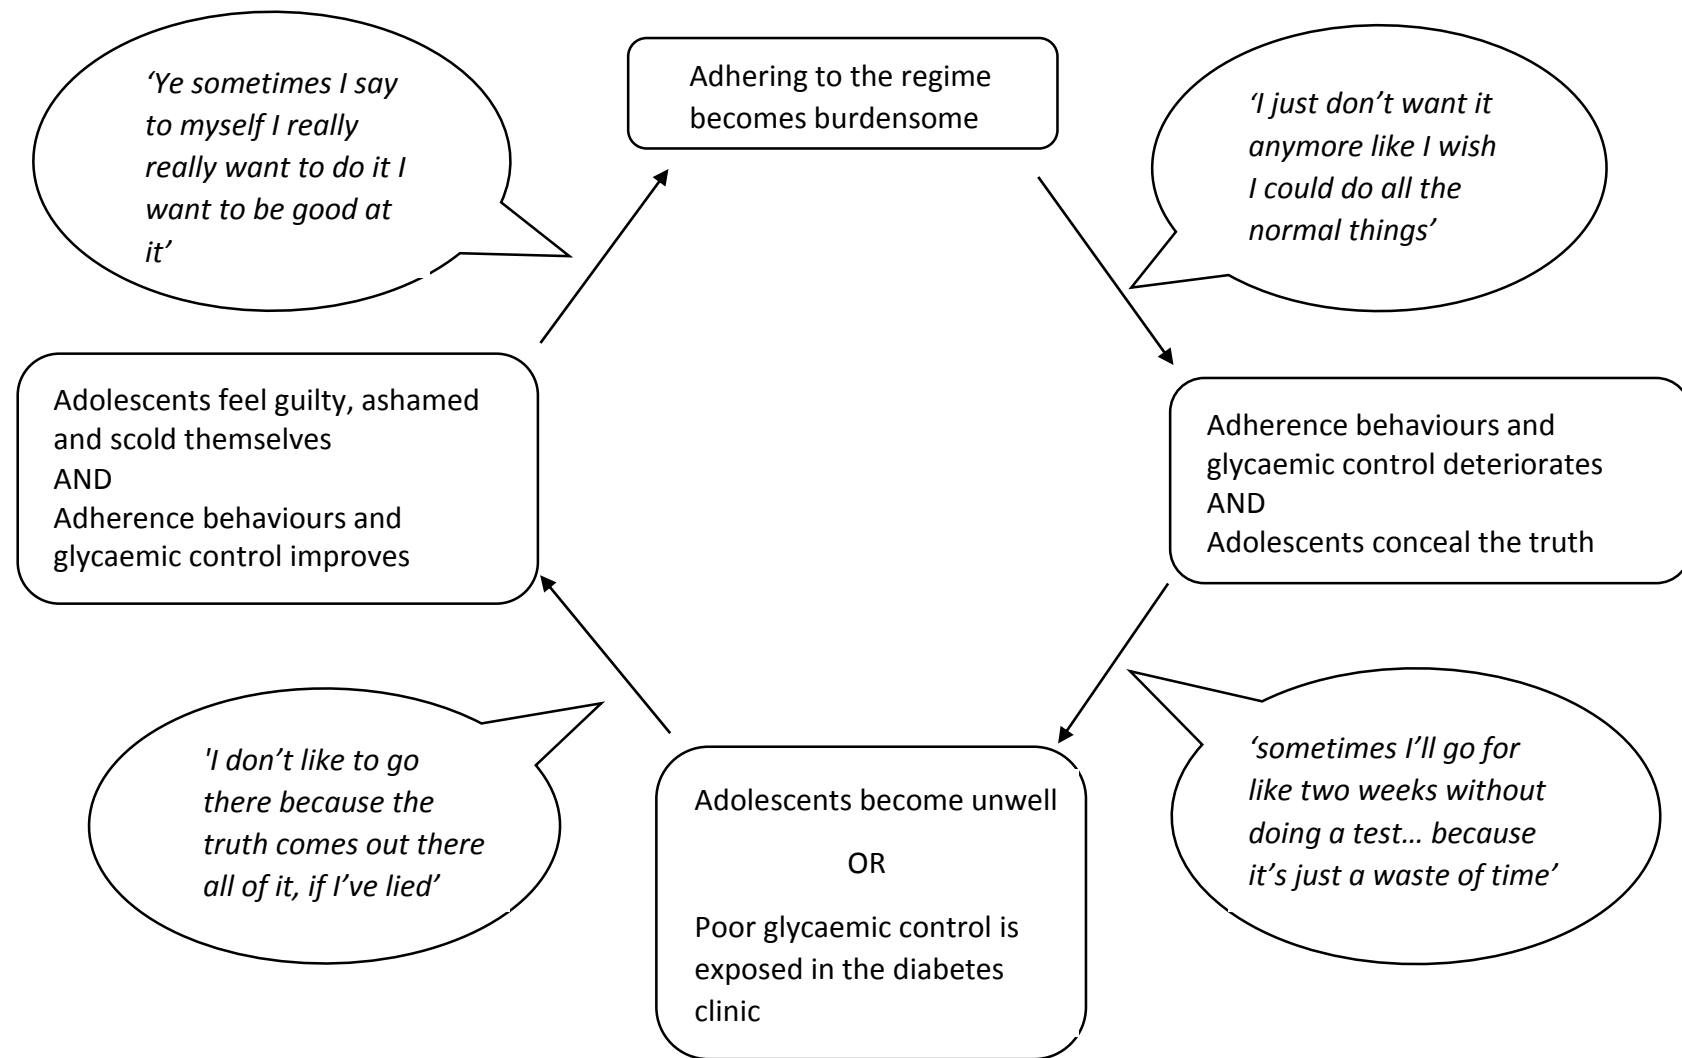 Adhering to the regime
becomes burdensome
‘Ye sometimes I say
to myself I really
really want to do it I
want to be good at
it’
‘I just don’t want it
anymore like I wish
I could do all the
normal things’
Adolescents feel guilty, ashamed
and scold themselves
AND
Adherence behaviours and
glycaemic control improves
Adherence behaviours and
glycaemic control deteriorates
AND
Adolescents conceal the truth
'I don’t like to go
there because the
truth comes out there
all of it, if I’ve lied’
Adolescents become unwell
OR
Poor glycaemic control is
exposed in the diabetes
clinic
‘sometimes I’ll go for
like two weeks without
doing a test… because
it’s just a waste of time’